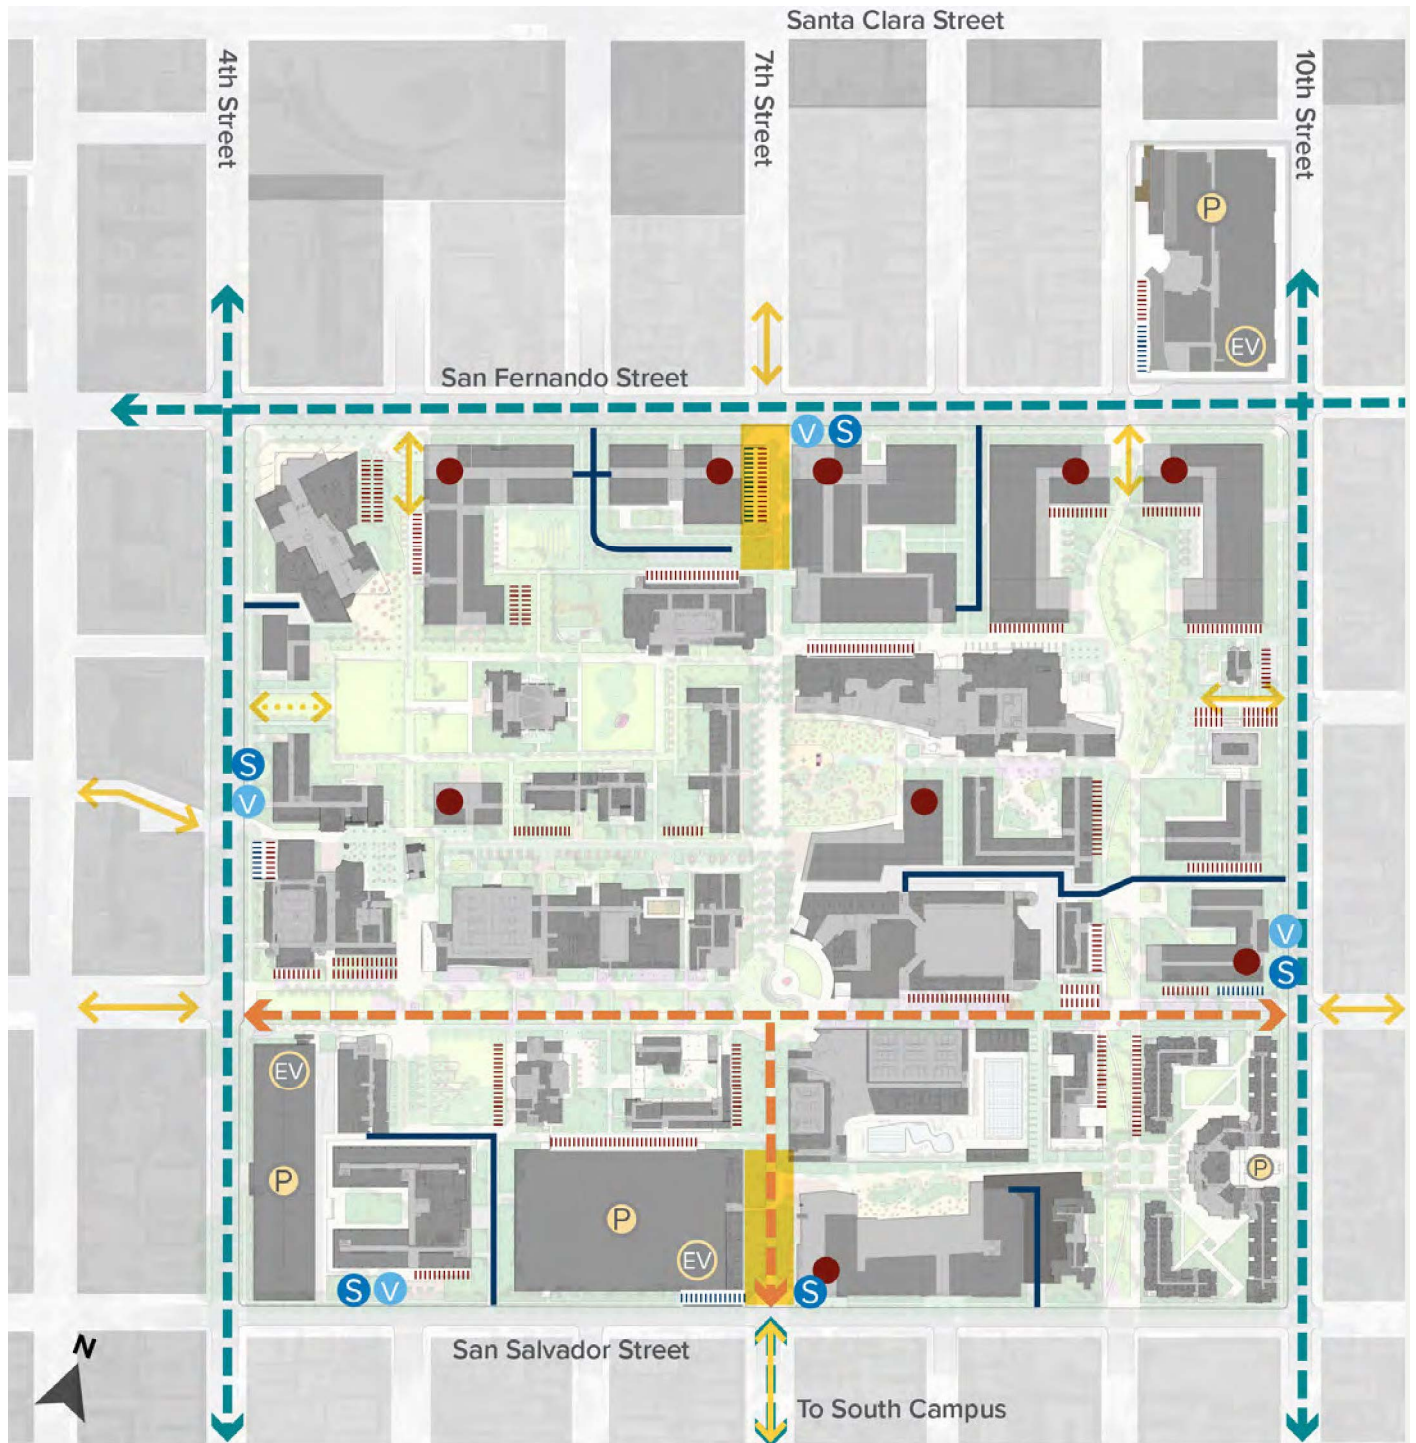 Santa Clara Street
4th Street
7th Street
10th Street
P
EV
San Fernando Street
V S
S
V
V
S
EV
P
P
P
EV
S V
S
San Salvador Street
N
To South Campus